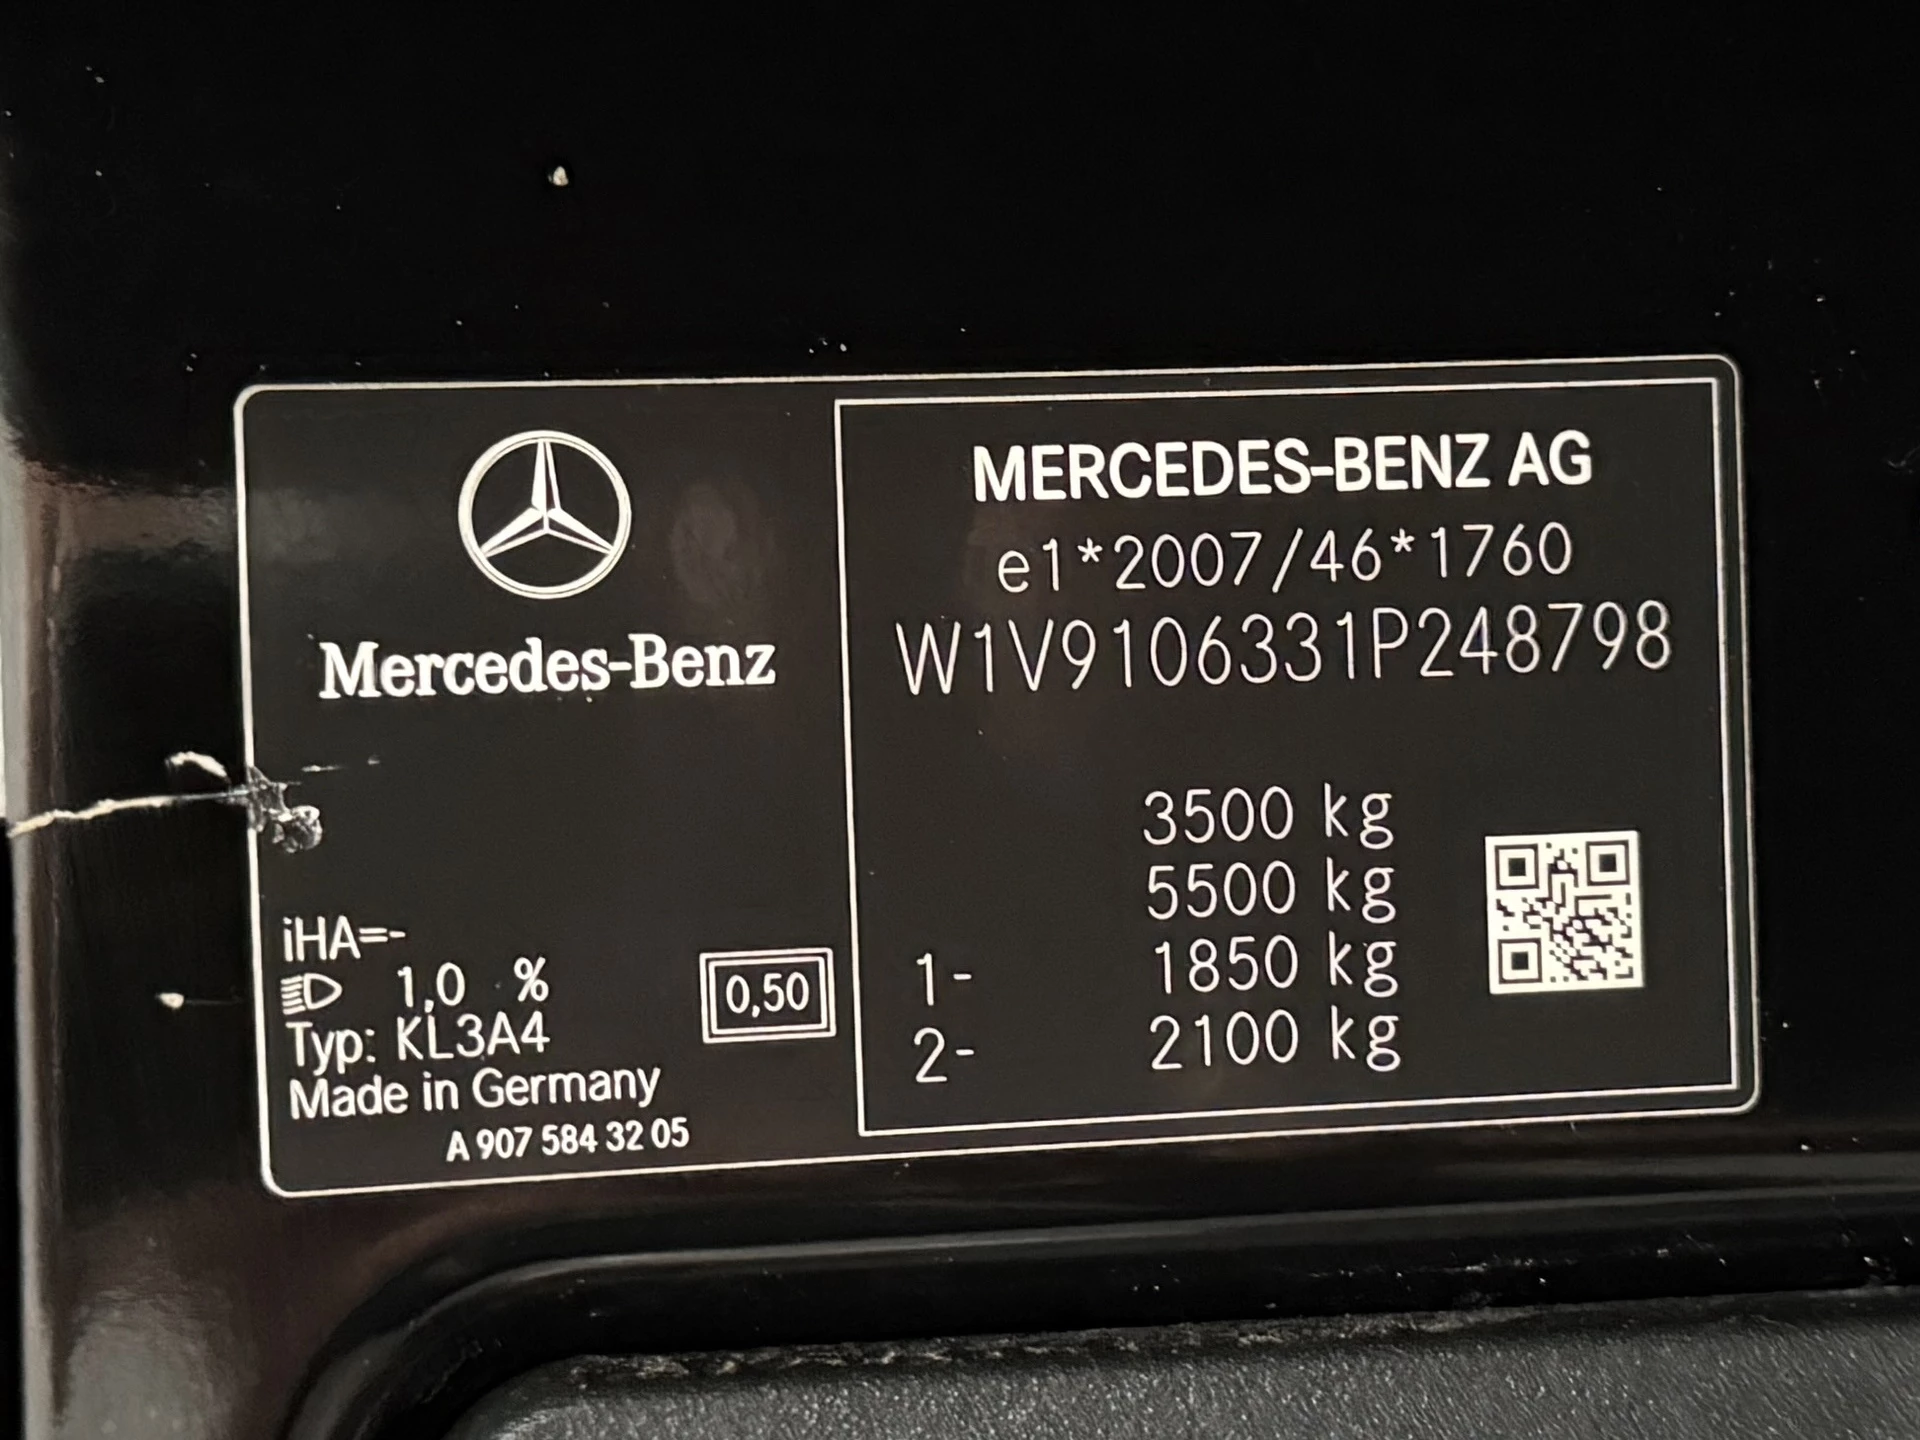 Mercedes-Benz
iHA=-
1,0 %
Typ: KL3A4
Made in Germany
A 907 584 32 05
0,50
MERCEDES-BENZ AG
e1*2007/46*1760
W1V9106331P248798
3500 kg
5500 kg
1- 1850 kg
2- 2100 kg